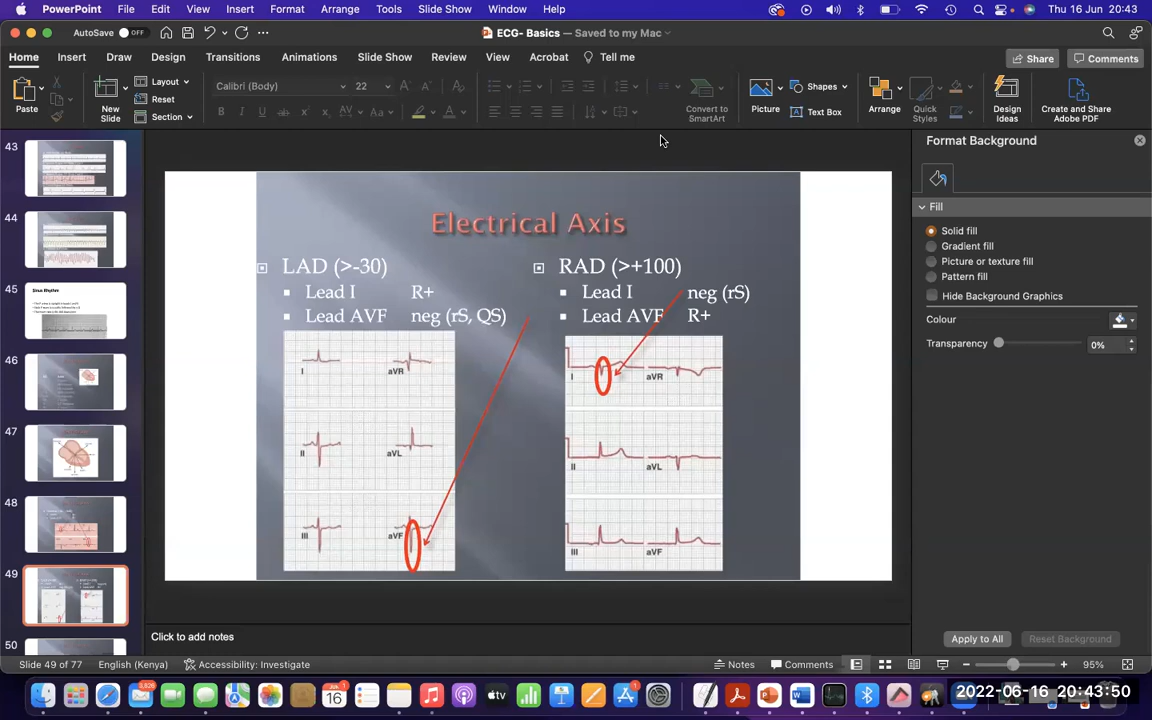 PowerPoint File Edit View Insert Format Arrange Tools Slide Show Window Help Thu 16 Jun 20:43
AutoSave OFF ECG- Basics — Saved to my Mac
Home Insert Draw Design Transitions Animations Slide Show Review View Acrobat Tell me Share Comments
Paste New Slide Layout Reset Section Calibri (Body) 22 Convert to SmartArt Picture Shapes Text Box Arrange Quick Styles Design Ideas Create and Share Adobe PDF
Format Background
Fill
Solid fill
Gradient fill
Picture or texture fill
Pattern fill
Hide Background Graphics
Colour
Transparency 0%
Apply to All Reset Background
43
44
45
Sinus Rhythm
46
47
48
49
50
Electrical Axis
LAD (>-30)
Lead I R+
Lead AVF neg (rS, QS)
I aVR
II aVL
III aVF
RAD (>+100)
Lead I neg (rS)
Lead AVF R+
I aVR
II aVL
III aVF
Click to add notes
Slide 49 of 77 English (Kenya) Accessibility: Investigate Notes Comments 95%
JUN 16
tv
2022-06-16 20:43:50